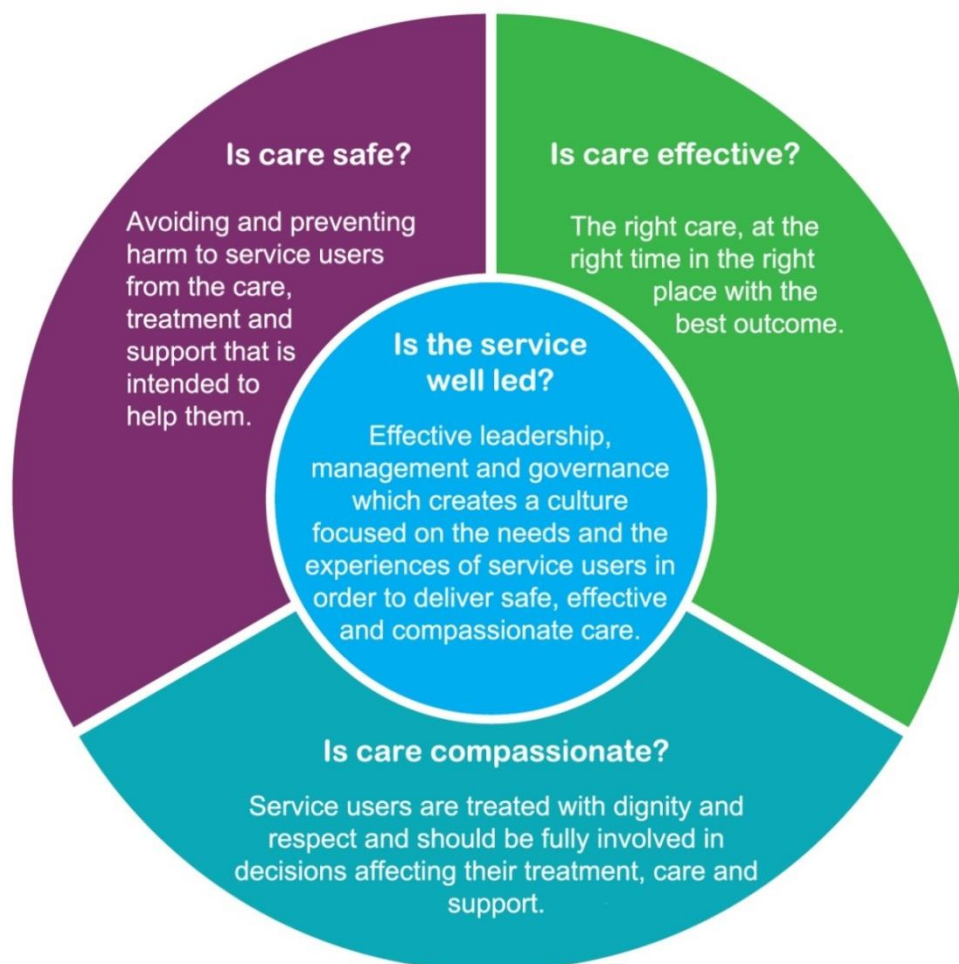 Is care safe?
Avoiding and preventing
harm to service users
from the care,
treatment and
support that is
intended to
help them.
Is care effective?
The right care, at the
right time in the right
place with the
best outcome.
Is the service
well led?
Effective leadership,
management and governance
which creates a culture
focused on the needs and the
experiences of service users in
order to deliver safe, effective
and compassionate care.
Is care compassionate?
Service users are treated with dignity and
respect and should be fully involved in
decisions affecting their treatment, care and
support.